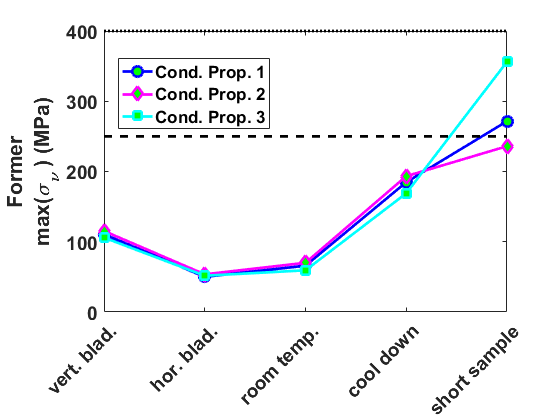 Former
max(σν) (MPa)
400
300
200
100
0
Cond. Prop. 1
Cond. Prop. 2
Cond. Prop. 3
vert. blad.
hor. blad.
room temp.
cool down
short sample